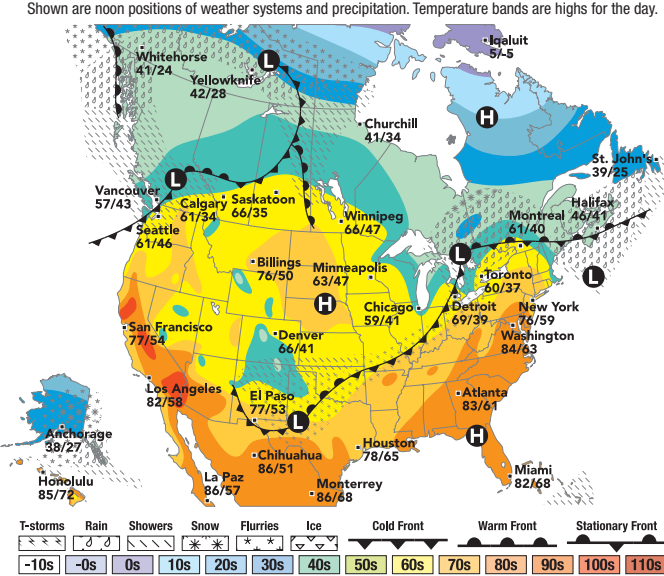 Shown are noon positions of weather systems and precipitation. Temperature bands are highs for the day.
Whitehorse
41/24
L
Yellowknife
42/28
Iqaluit
5/-5
H
Churchill
41/34
St. John's
39/25
L
Vancouver
57/43
Calgary
61/34
Saskatoon
66/35
Winnipeg
66/47
Halifax
46/41
Montreal
61/40
Seattle
61/46
L
L
Billings
76/50
Minneapolis
63/47
Toronto
60/37
H
Chicago
59/41
Detroit
69/39
New York
76/59
San Francisco
77/54
Denver
66/41
Washington
84/63
Los Angeles
82/58
El Paso
77/53
Atlanta
83/61
L
H
Anchorage
38/27
Houston
78/65
Chihuahua
86/51
Honolulu
85/72
La Paz
86/57
Monterrey
86/68
Miami
82/68
T-storms Rain Showers Snow Flurries Ice Cold Front Warm Front Stationary Front
-10s -0s 0s 10s 20s 30s 40s 50s 60s 70s 80s 90s 100s 110s